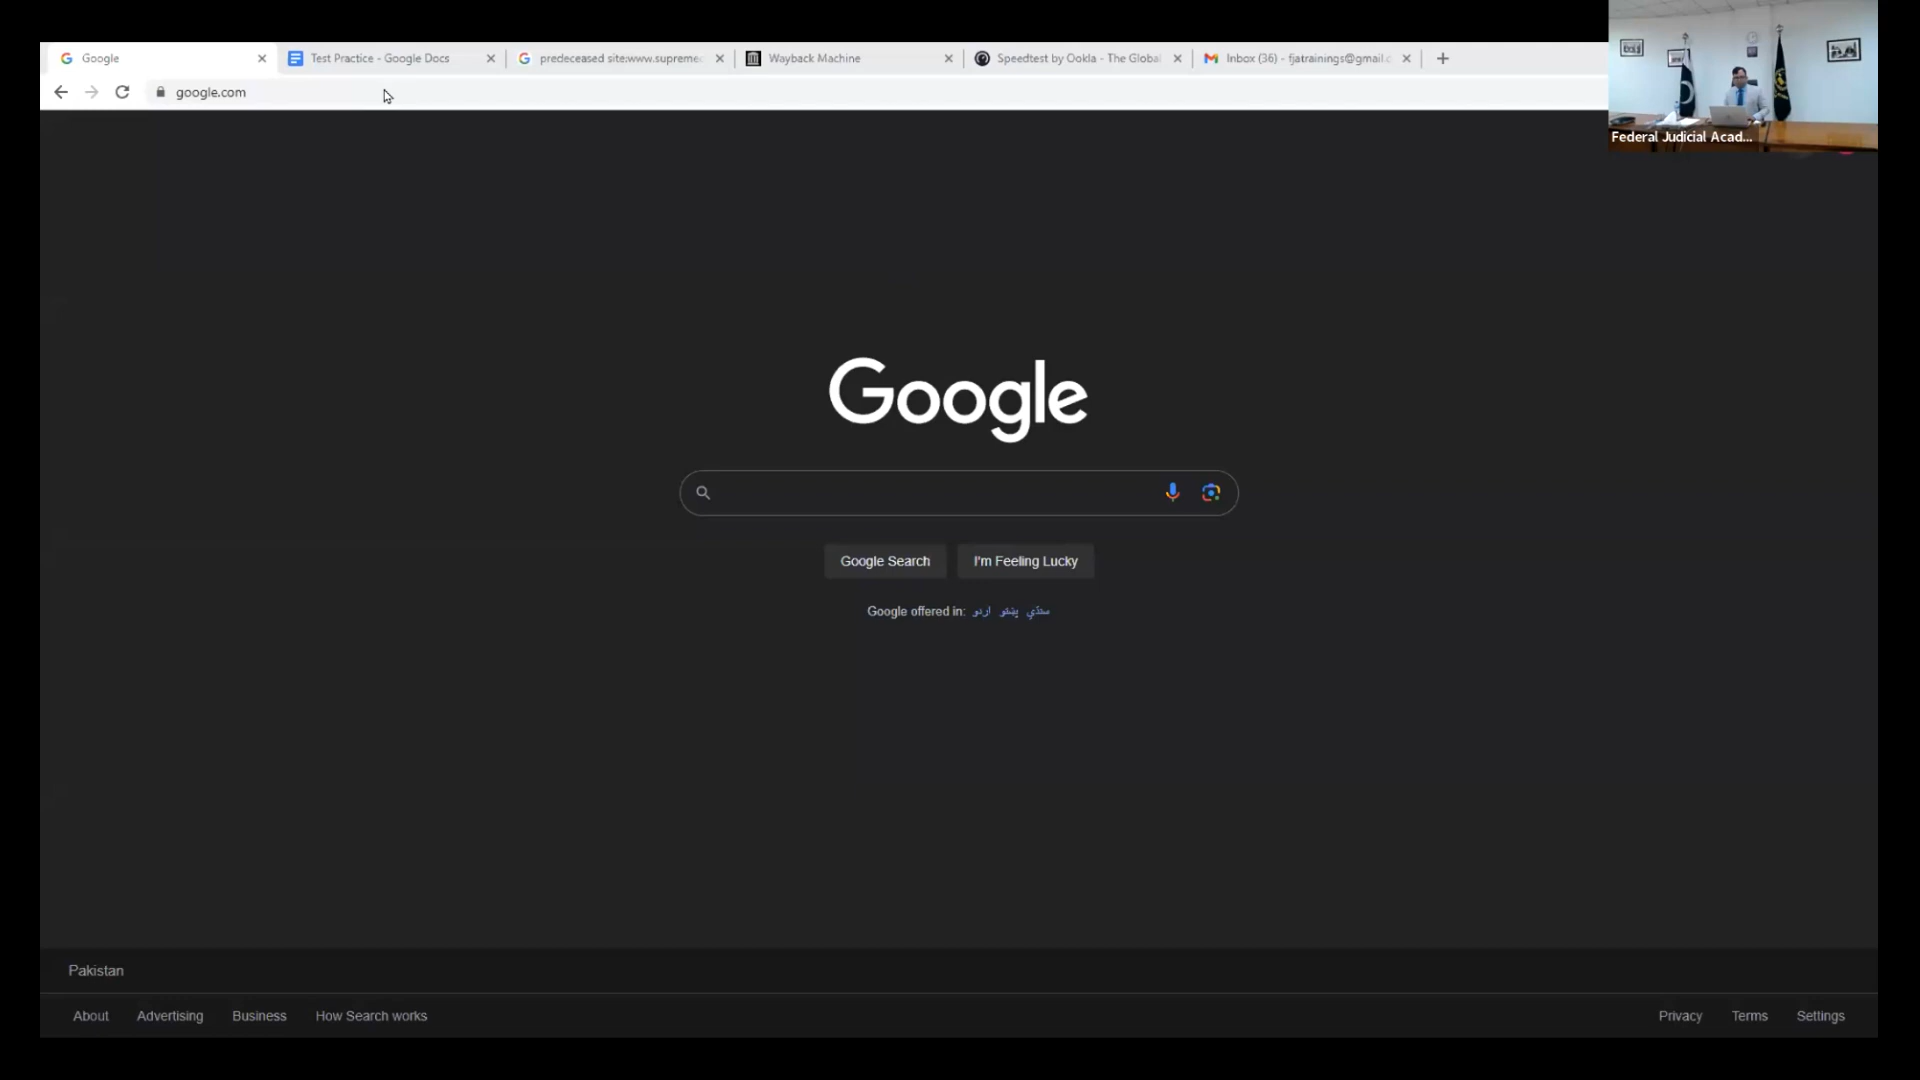 Google
Test Practice - Google Docs
predeceased site:www.supreme
Wayback Machine
Speedtest by Ookla - The Global
Inbox (36) - fjatrainings@gmail.c
google.com
Federal Judicial Acad...
Google
Google Search
I'm Feeling Lucky
Google offered in: اردو پښتو سنڌي
Pakistan
About Advertising Business How Search works
Privacy Terms Settings